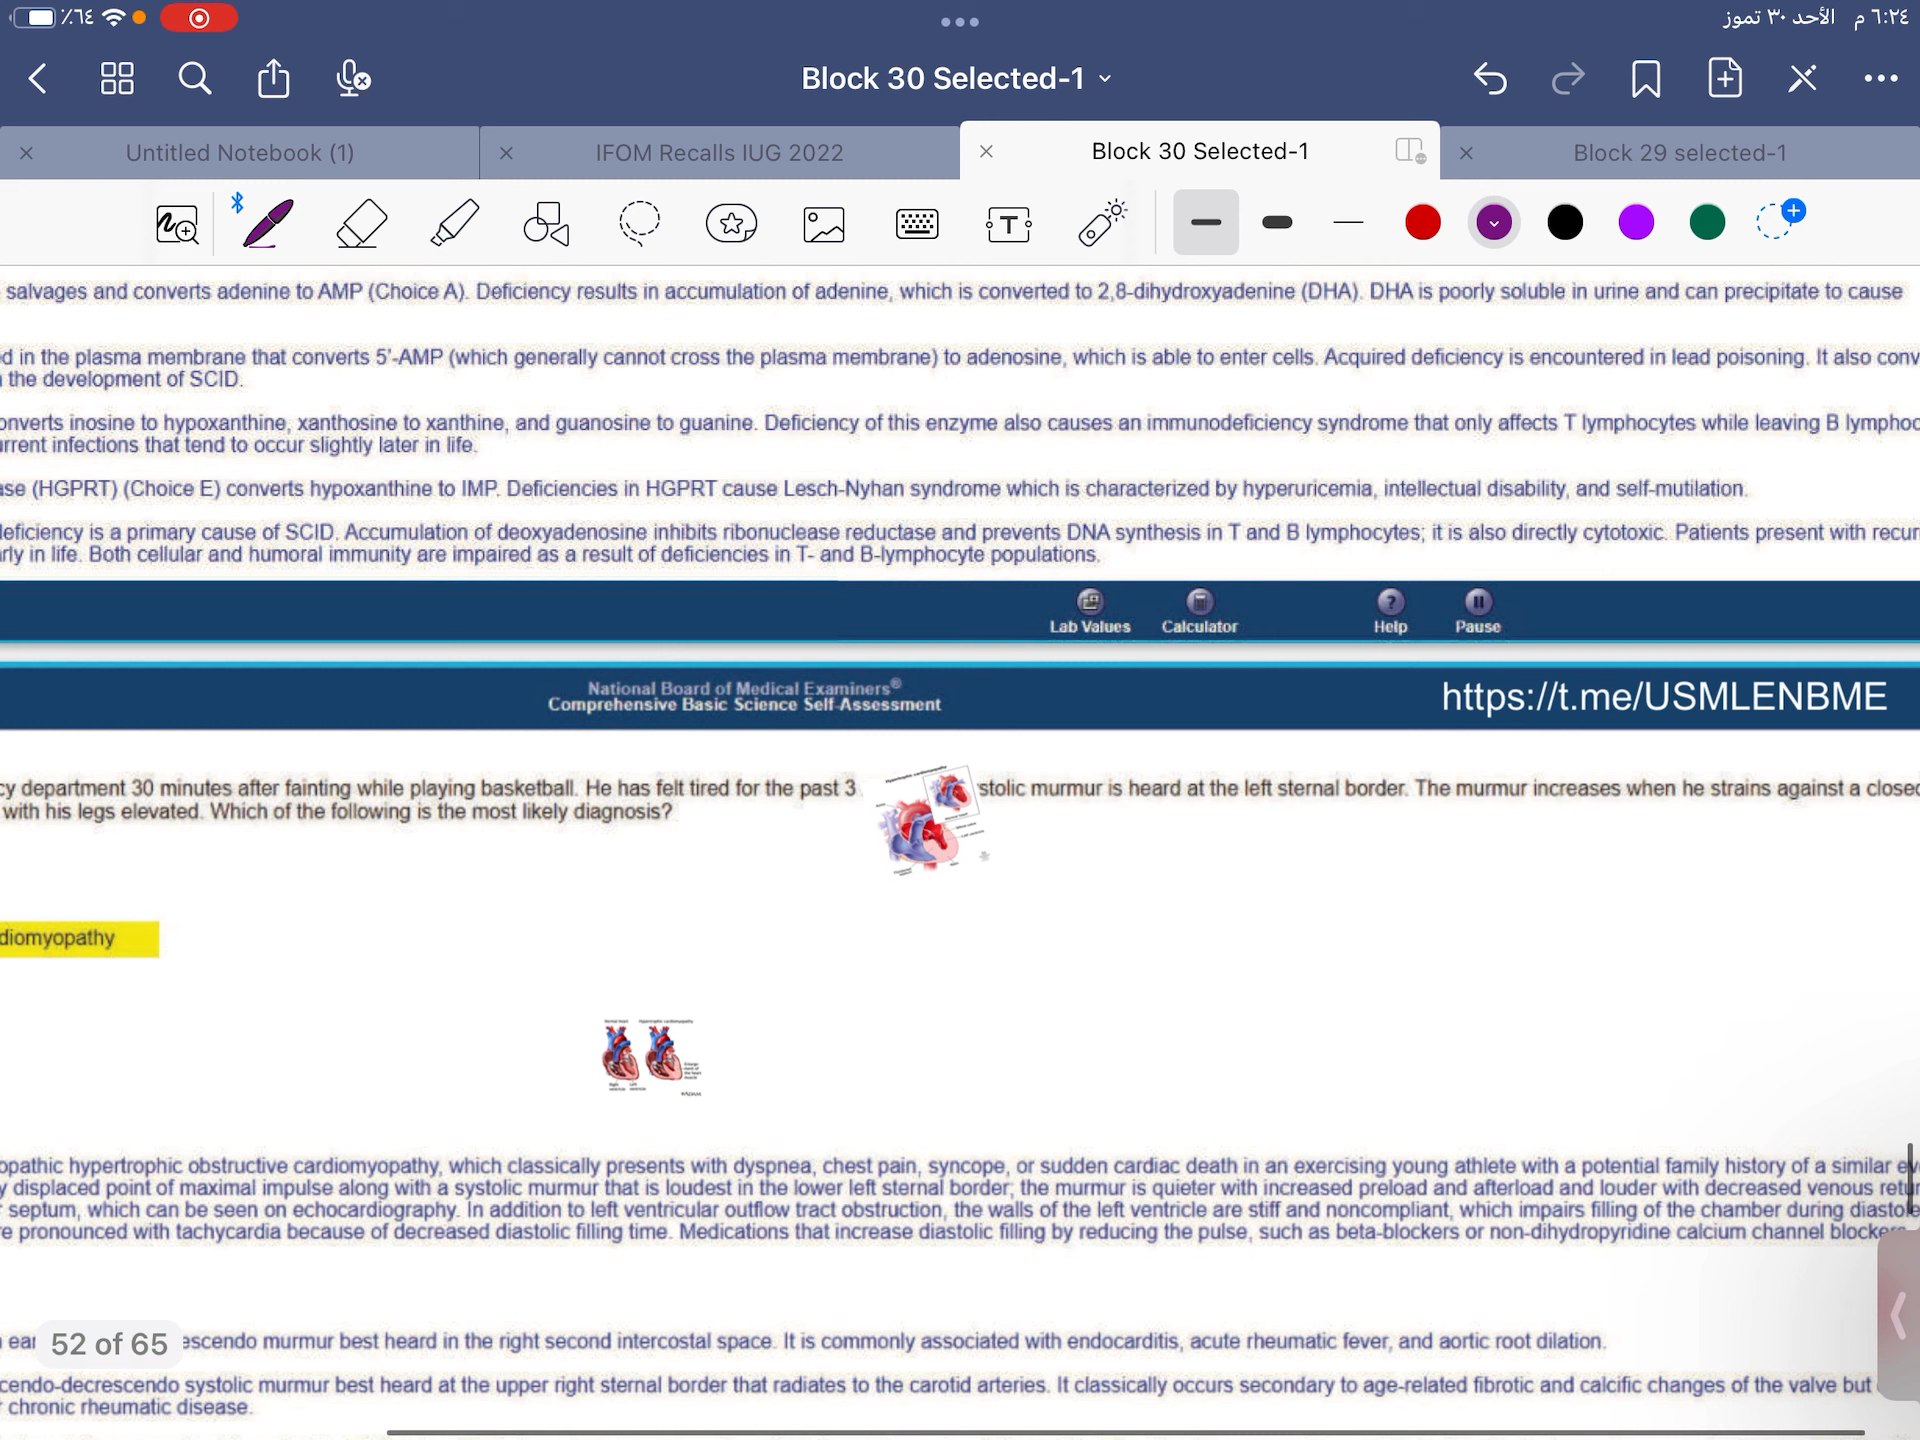 ٪٦٤
٦:٢٤ م الأحد ٣٠ تموز
Block 30 Selected-1
Untitled Notebook (1)
IFOM Recalls IUG 2022
Block 30 Selected-1
Block 29 selected-1
salvages and converts adenine to AMP (Choice A). Deficiency results in accumulation of adenine, which is converted to 2,8-dihydroxyadenine (DHA). DHA is poorly soluble in urine and can precipitate to cause
d in the plasma membrane that converts 5'-AMP (which generally cannot cross the plasma membrane) to adenosine, which is able to enter cells. Acquired deficiency is encountered in lead poisoning. It also conv
the development of SCID.
onverts inosine to hypoxanthine, xanthosine to xanthine, and guanosine to guanine. Deficiency of this enzyme also causes an immunodeficiency syndrome that only affects T lymphocytes while leaving B lymphoc
urrent infections that tend to occur slightly later in life.
ase (HGPRT) (Choice E) converts hypoxanthine to IMP. Deficiencies in HGPRT cause Lesch-Nyhan syndrome which is characterized by hyperuricemia, intellectual disability, and self-mutilation.
deficiency is a primary cause of SCID. Accumulation of deoxyadenosine inhibits ribonuclease reductase and prevents DNA synthesis in T and B lymphocytes; it is also directly cytotoxic. Patients present with recur
rly in life. Both cellular and humoral immunity are impaired as a result of deficiencies in T- and B-lymphocyte populations.
Lab Values
Calculator
Help
Pause
National Board of Medical Examiners®
Comprehensive Basic Science Self-Assessment
https://t.me/USMLENBME
cy department 30 minutes after fainting while playing basketball. He has felt tired for the past 3 stolic murmur is heard at the left sternal border. The murmur increases when he strains against a closed
with his legs elevated. Which of the following is the most likely diagnosis?
diomyopathy
opathic hypertrophic obstructive cardiomyopathy, which classically presents with dyspnea, chest pain, syncope, or sudden cardiac death in an exercising young athlete with a potential family history of a similar ev
y displaced point of maximal impulse along with a systolic murmur that is loudest in the lower left sternal border; the murmur is quieter with increased preload and afterload and louder with decreased venous retur
septum, which can be seen on echocardiography. In addition to left ventricular outflow tract obstruction, the walls of the left ventricle are stiff and noncompliant, which impairs filling of the chamber during diastole
e pronounced with tachycardia because of decreased diastolic filling time. Medications that increase diastolic filling by reducing the pulse, such as beta-blockers or non-dihydropyridine calcium channel blockers
ear escendo murmur best heard in the right second intercostal space. It is commonly associated with endocarditis, acute rheumatic fever, and aortic root dilation.
52 of 65
cendo-decrescendo systolic murmur best heard at the upper right sternal border that radiates to the carotid arteries. It classically occurs secondary to age-related fibrotic and calcific changes of the valve but
chronic rheumatic disease.